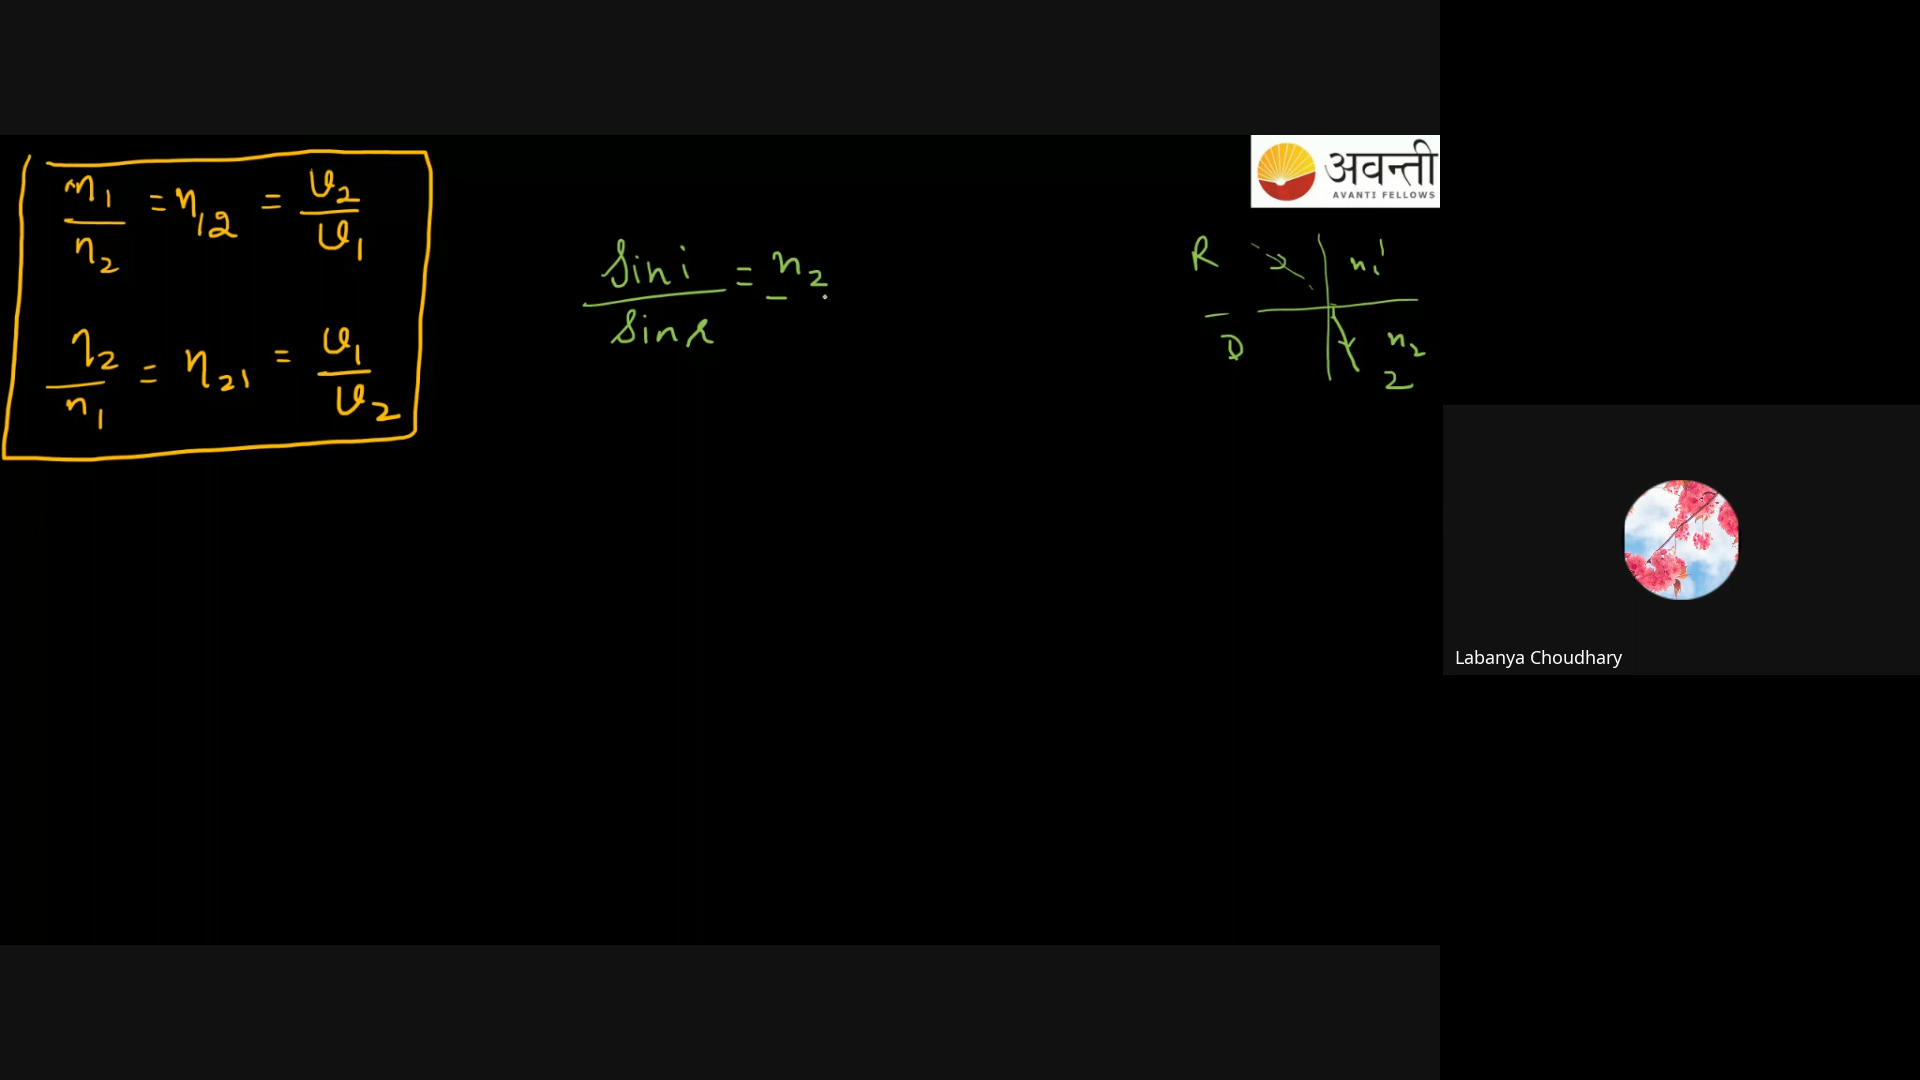 n₁/n₂ = n₁₂ = v₂/v₁
n₂/n₁ = n₂₁ = v₁/v₂
Sin i / Sin r = n₂
अवन्ती
AVANTI FELLOWS
R n₁ 1
D n₂
2
Labanya Choudhary